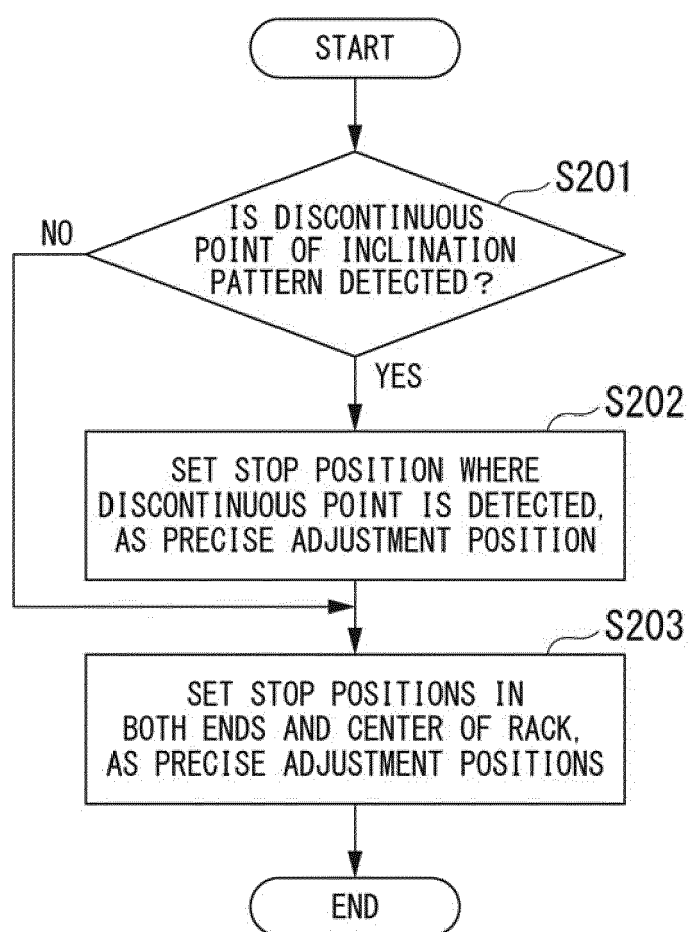 START
S201
IS DISCONTINUOUS
POINT OF INCLINATION
PATTERN DETECTED?
NO
YES
S202
SET STOP POSITION WHERE
DISCONTINUOUS POINT IS DETECTED,
AS PRECISE ADJUSTMENT POSITION
S203
SET STOP POSITIONS IN
BOTH ENDS AND CENTER OF RACK,
AS PRECISE ADJUSTMENT POSITIONS
END